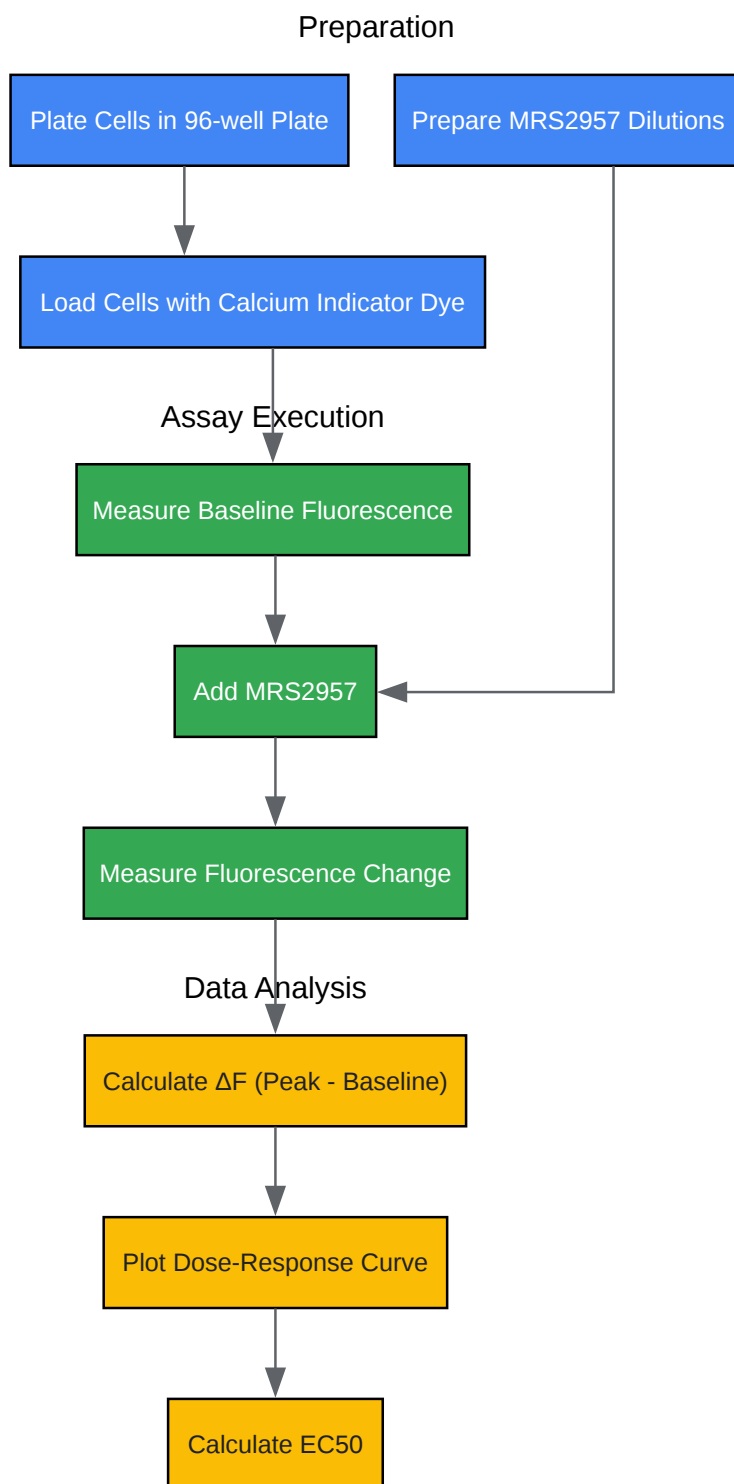 Preparation
Plate Cells in 96-well Plate
Prepare MRS2957 Dilutions
Load Cells with Calcium Indicator Dye
Assay Execution
Measure Baseline Fluorescence
Add MRS2957
Measure Fluorescence Change
Data Analysis
Calculate ΔF (Peak - Baseline)
Plot Dose-Response Curve
Calculate EC50